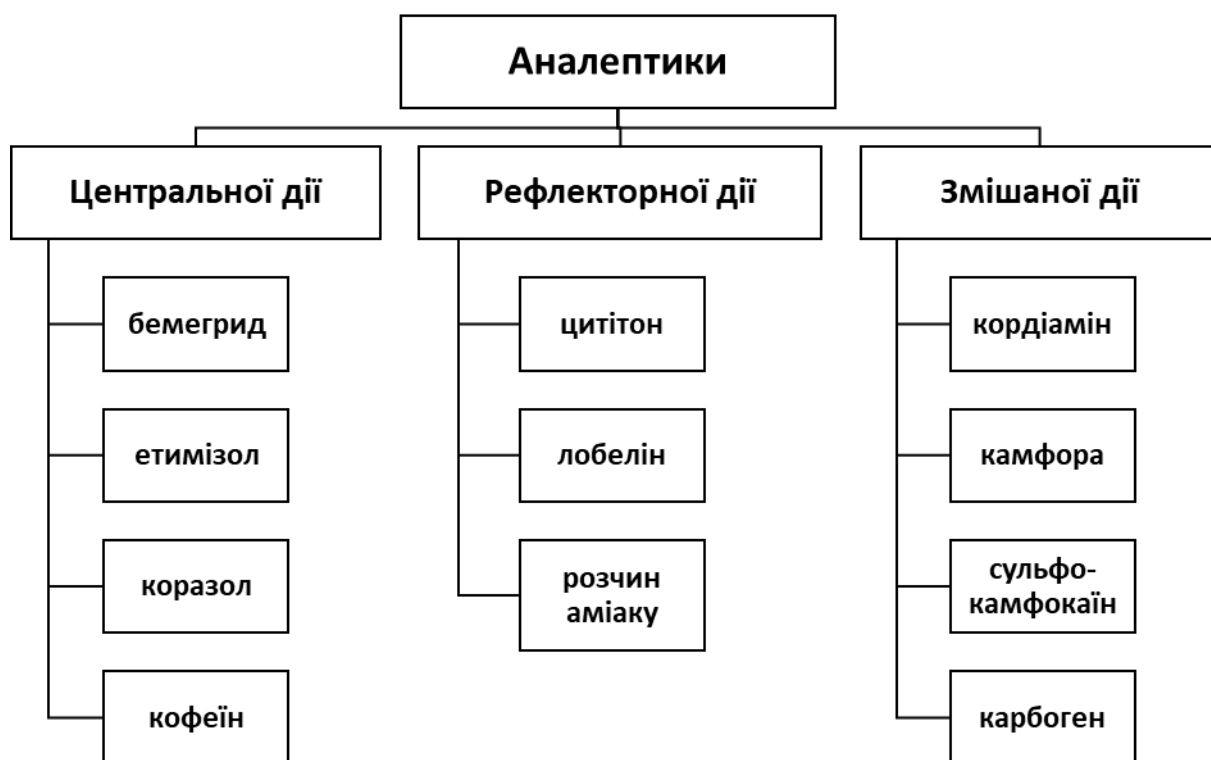 Аналептики
Центральної дії
бемегрид
етимізол
коразол
кофеїн
Рефлекторної дії
цитітон
лобелін
розчин
аміаку
Змішаної дії
кордіамін
камфора
сульфо-
камфокаїн
карбоген